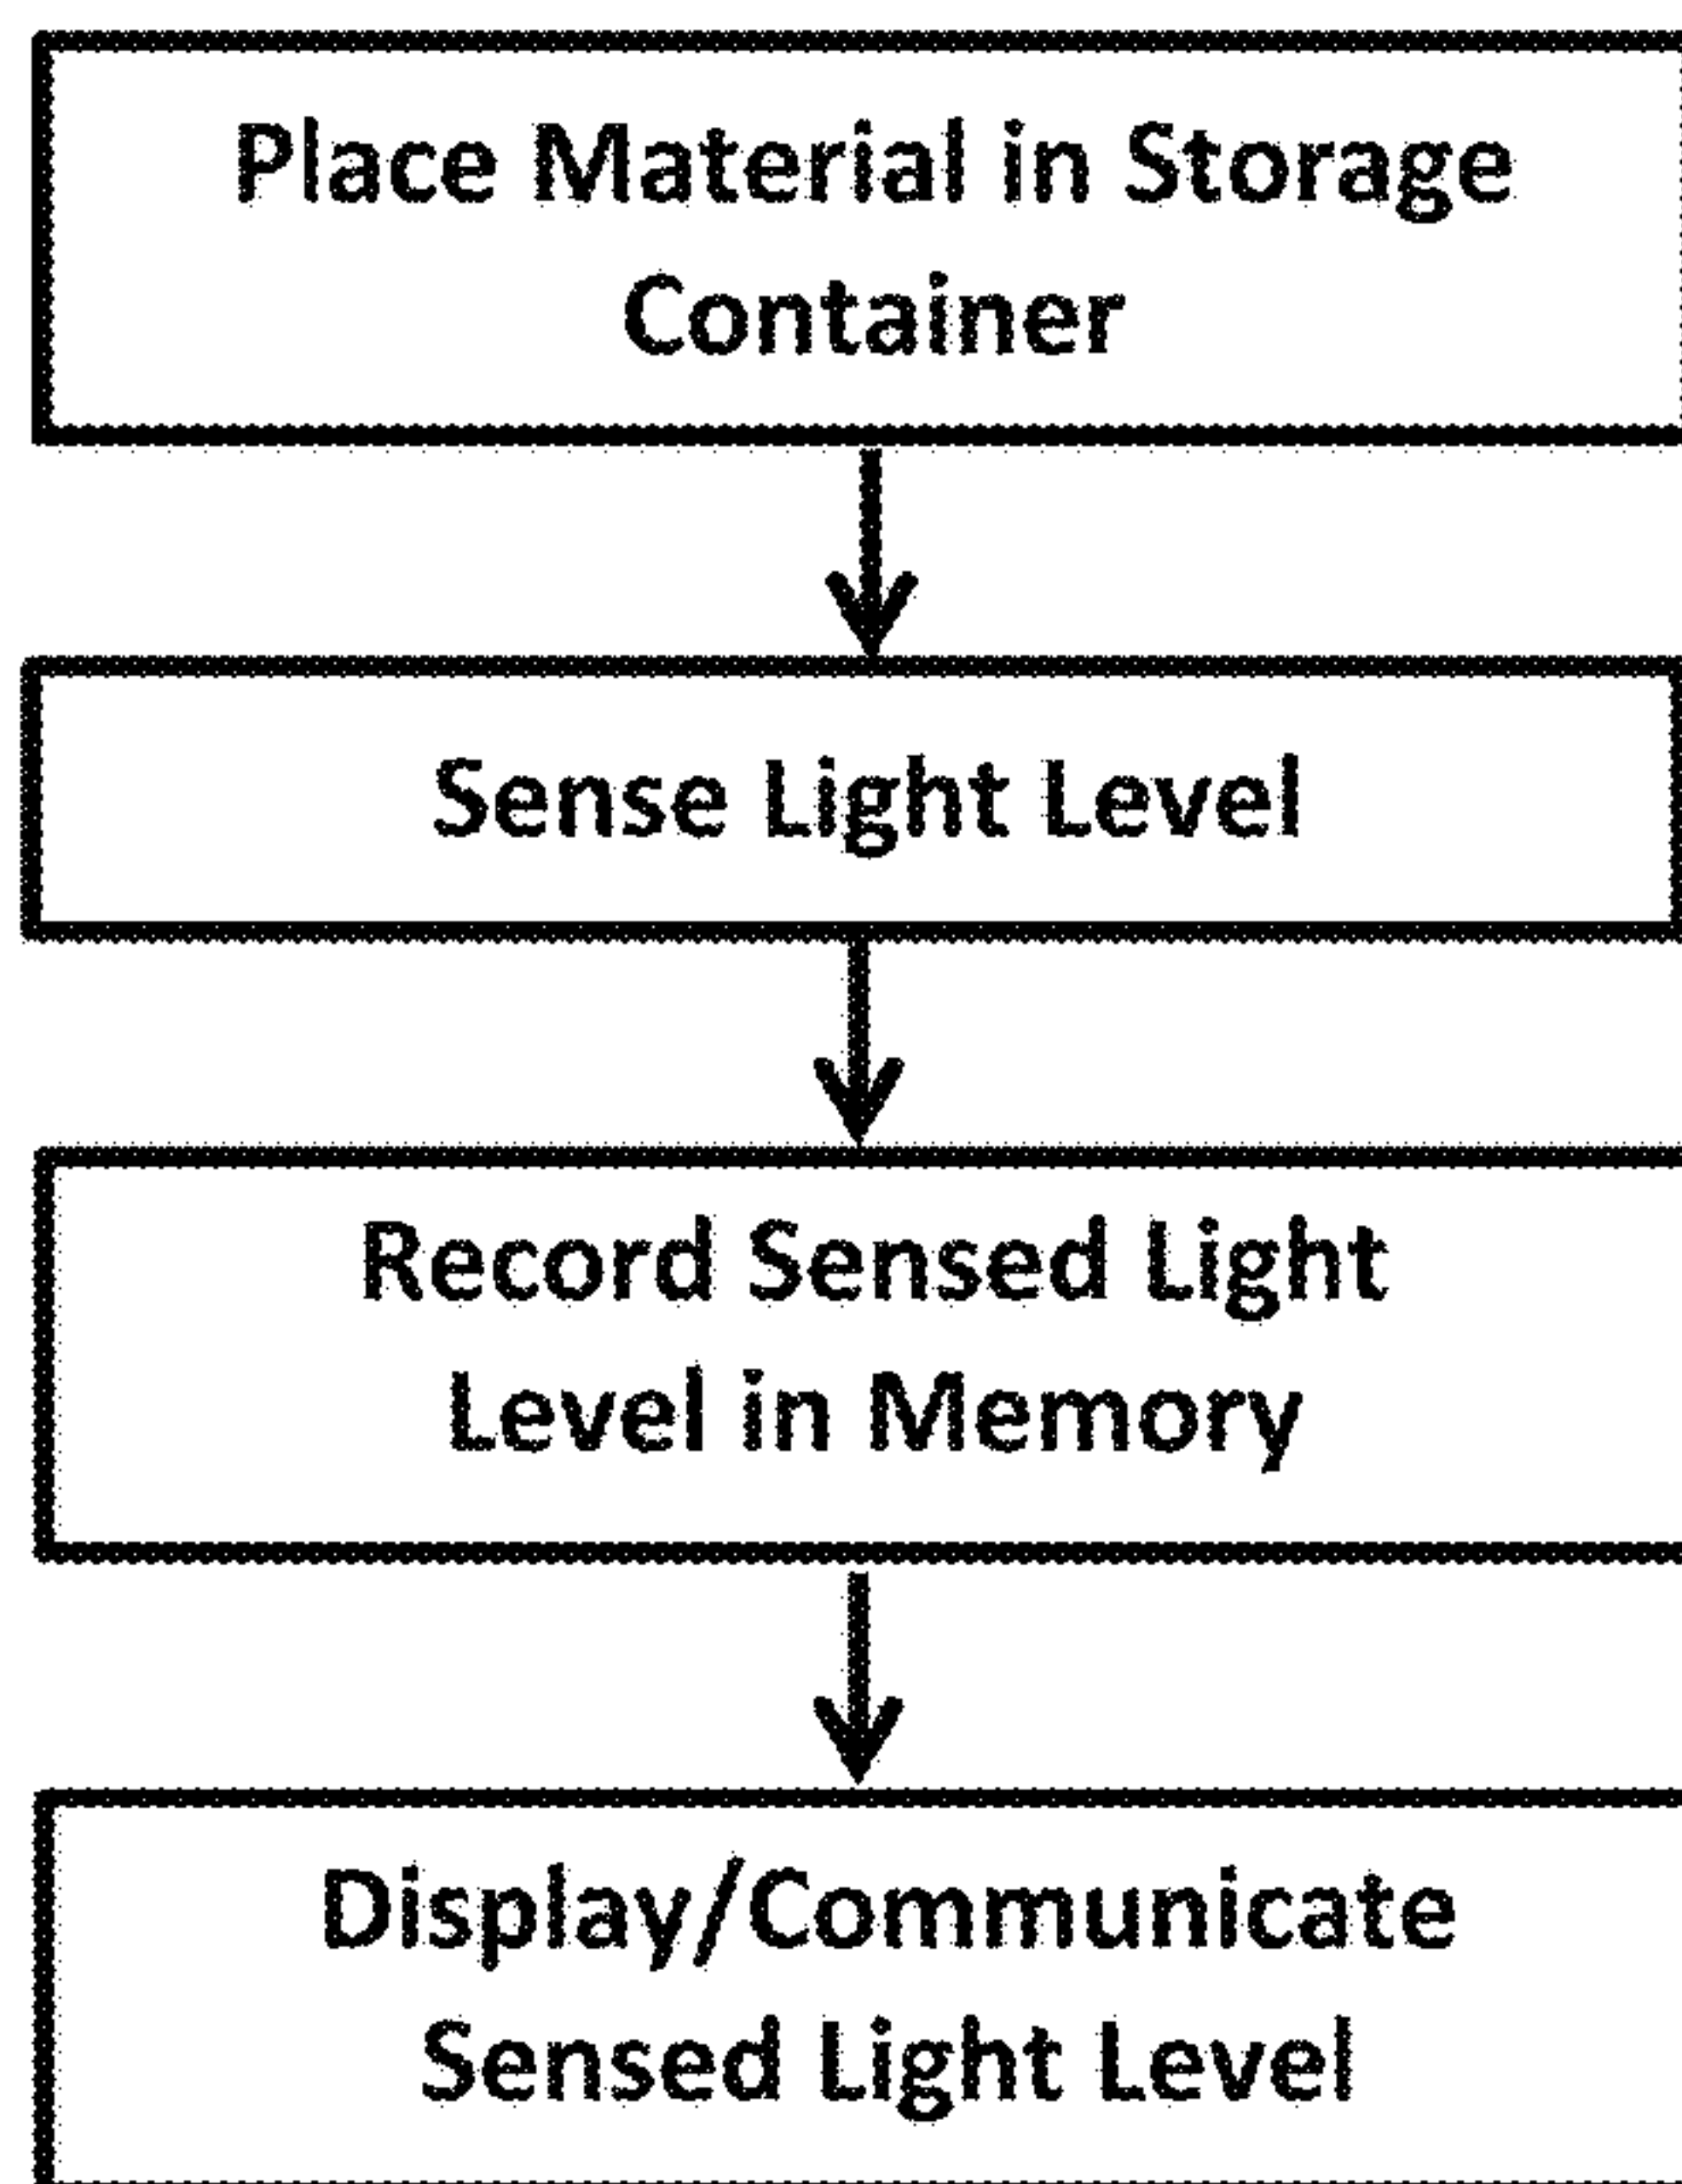 Place Material in Storage
Container
Sense Light Level
Record Sensed Light
Level in Memory
Display/Communicate
Sensed Light Level